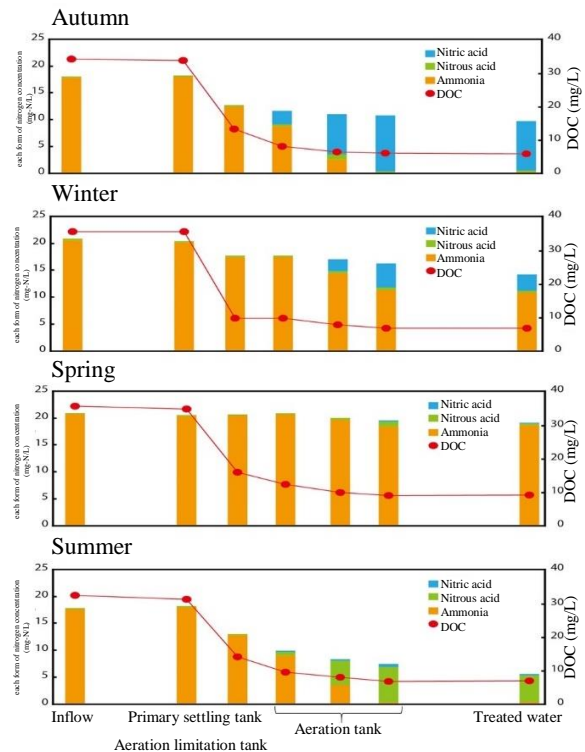 Autumn
each form of nitrogen concentration
(mg-N/L)
25
20
15
10
5
0
Nitric acid
Nitrous acid
Ammonia
DOC
40
30
20
10
0
DOC (mg/L)
Winter
each form of nitrogen concentration
(mg-N/L)
25
20
15
10
5
0
Nitric acid
Nitrous acid
Ammonia
DOC
40
30
20
10
0
DOC (mg/L)
Spring
each form of nitrogen concentration
(mg-N/L)
25
20
15
10
5
0
Nitric acid
Nitrous acid
Ammonia
DOC
40
30
20
10
0
DOC (mg/L)
Summer
each form of nitrogen concentration
(mg-N/L)
25
20
15
10
5
0
Nitric acid
Nitrous acid
Ammonia
DOC
40
30
20
10
0
DOC (mg/L)
Inflow
Primary settling tank
Aeration limitation tank
Aeration tank
Treated water